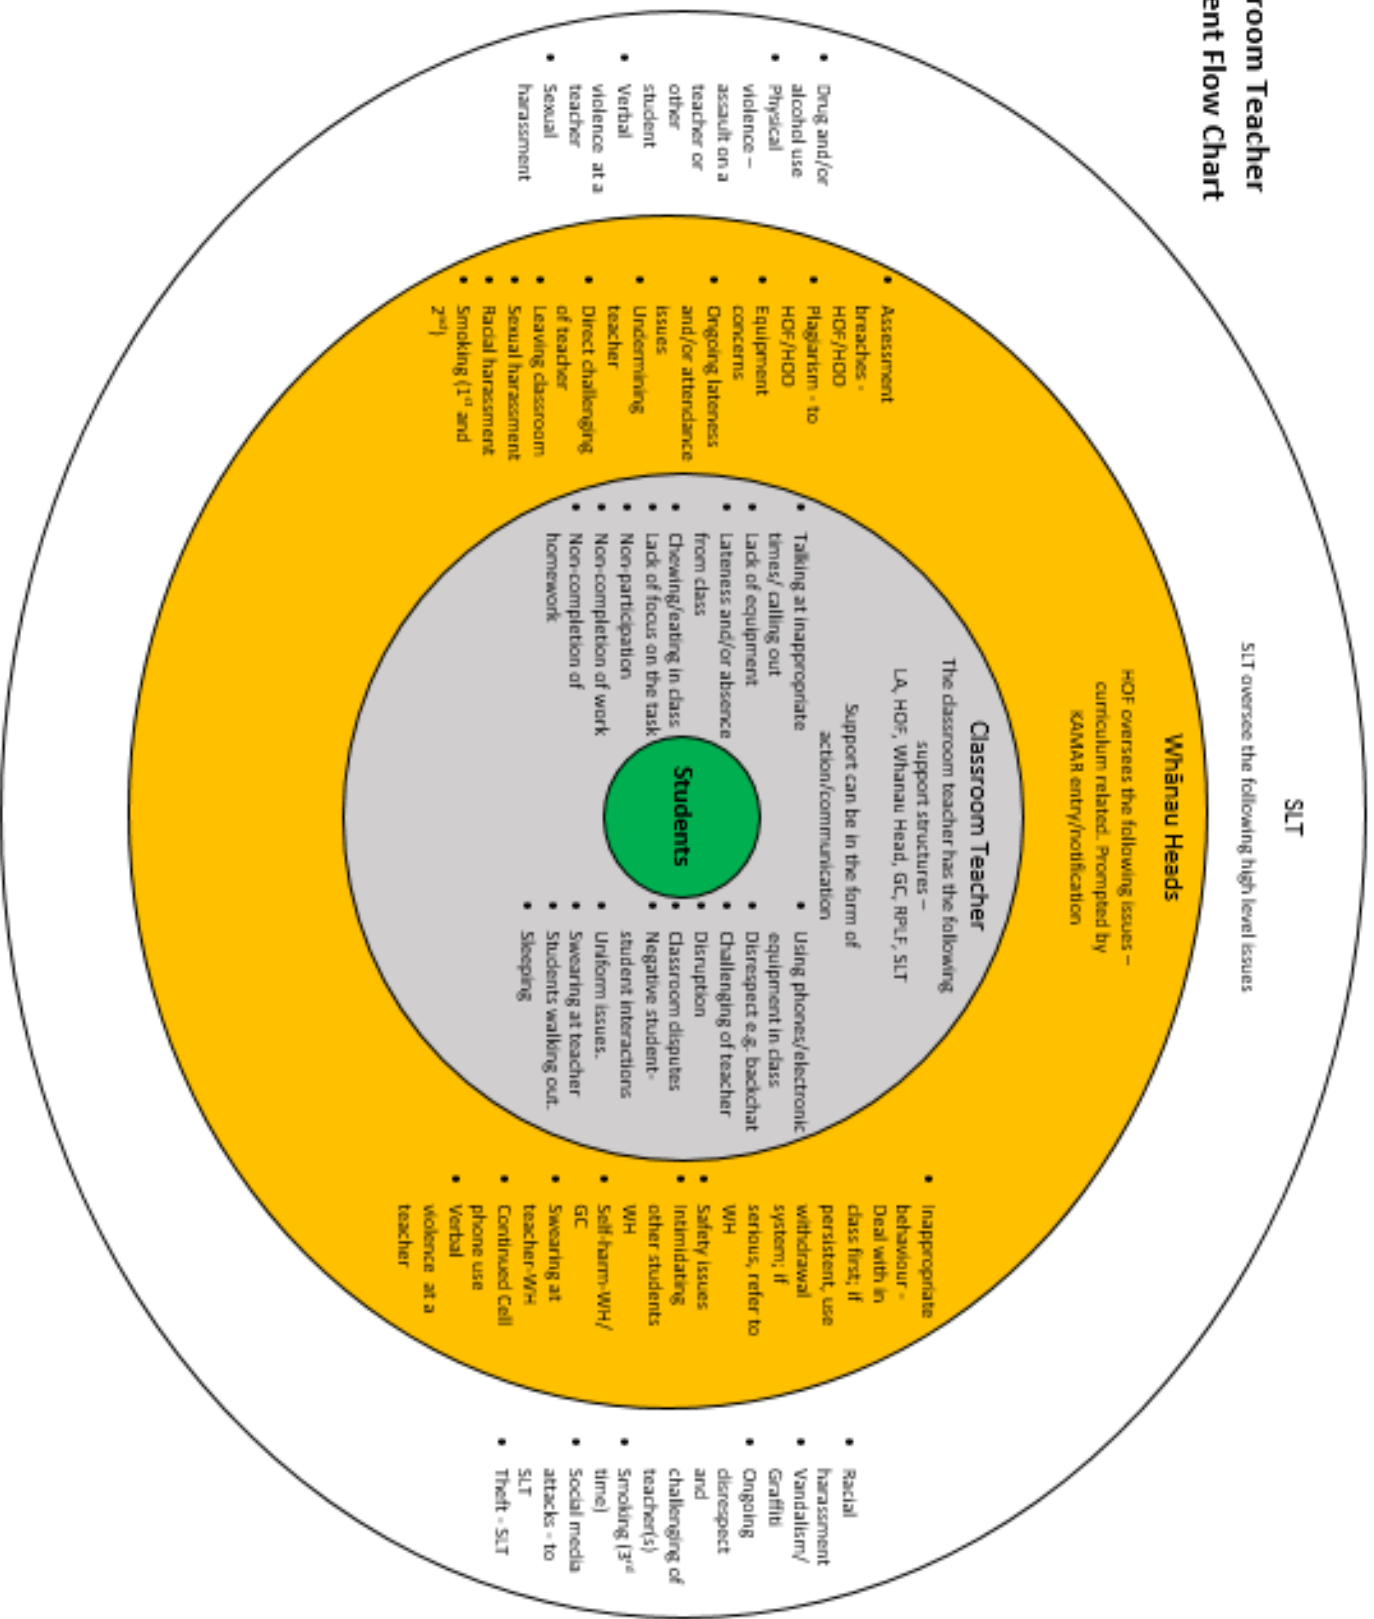 room Teacher
ent Flow Chart
SLT
SLT oversee the following high level issues
Whānau Heads
HOF oversees the following issues –
curriculum related. Prompted by
KAMAR entry/notification
Classroom Teacher
The classroom teacher has the following
support structures –
LA, HOF, Whanau Head, GC, RPLF, SLT
Support can be in the form of
action/communication
• Drug and/or
alcohol use
• Physical
violence –
assault on a
teacher or
other
student
• Verbal
violence at a
teacher
• Sexual
harassment
• Assessment
breaches -
HOF/HOD
• Plagiarism - to
HOF/HOD
• Equipment
concerns
• Ongoing lateness
and/or attendance
issues
• Undermining
teacher
• Direct challenging
of teacher
• Leaving classroom
• Sexual harassment
• Racial harassment
• Smoking (1st and
2nd)
• Talking at inappropriate
times/ calling out
• Lack of equipment
• Lateness and/or absence
from class
• Chewing/eating in class
• Lack of focus on the task
• Non-participation
• Non-completion of work
• Non-completion of
homework
Students
• Using phones/electronic
equipment in class
• Disrespect e.g. backchat
• Challenging of teacher
• Disruption
• Classroom disputes
• Negative student-
student interactions
• Uniform issues.
• Swearing at teacher
• Students walking out.
• Sleeping
• Inappropriate
behaviour -
Deal with in
class first; if
persistent, use
withdrawal
system; if
serious, refer to
WH
• Safety issues
• Intimidating
other students
WH
• Self-harm-WH/
GC
• Swearing at
teacher-WH
• Continued Cell
phone use
• Verbal
violence at a
teacher
• Racial
harassment
• Vandalism/
Graffiti
• Ongoing
disrespect
and
challenging of
teacher(s)
• Smoking (3rd
time)
• Social media
attacks - to
SLT
• Theft - SLT